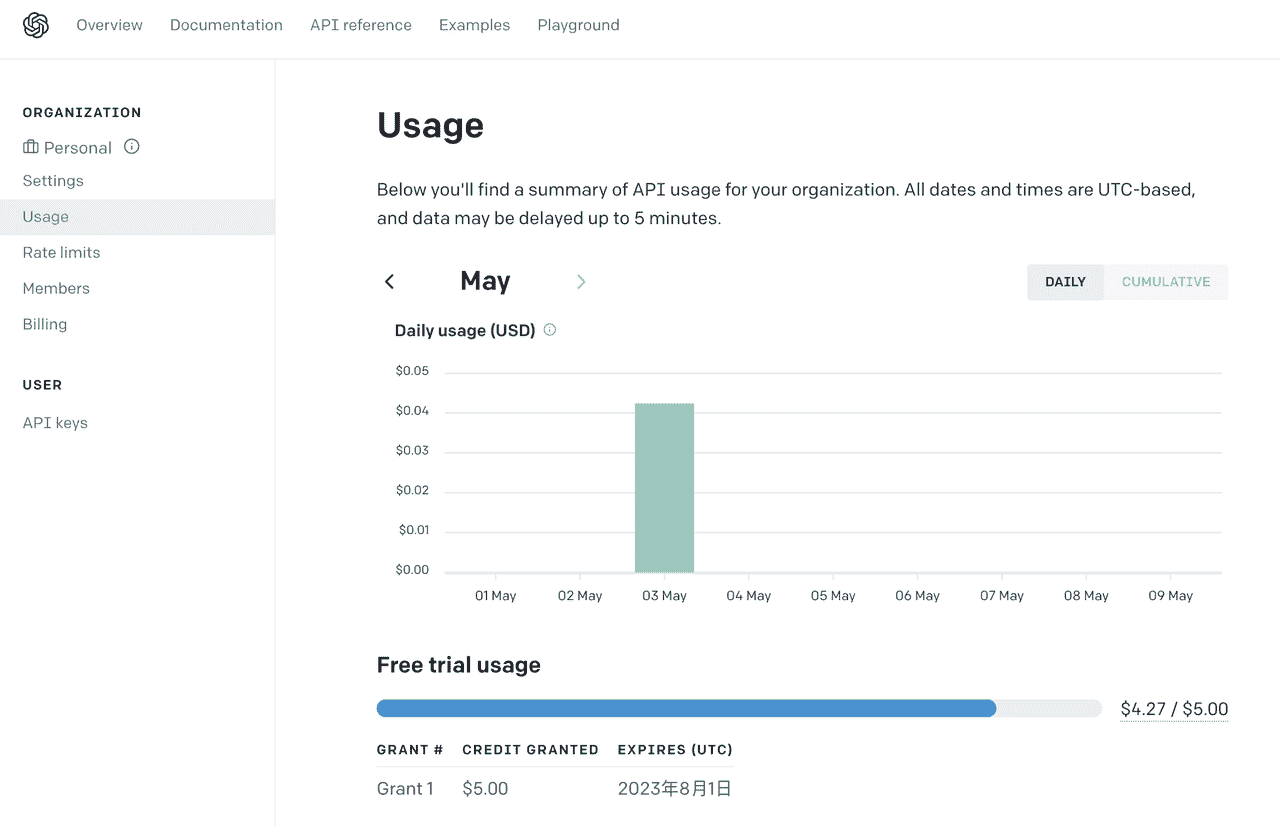 Overview Documentation API reference Examples Playground
ORGANIZATION
Personal
Settings
Usage
Rate limits
Members
Billing
USER
API keys
Usage
Below you'll find a summary of API usage for your organization. All dates and times are UTC-based,
and data may be delayed up to 5 minutes.
May
DAILY CUMULATIVE
Daily usage (USD)
$0.05
$0.04
$0.03
$0.02
$0.01
$0.00
01 May 02 May 03 May 04 May 05 May 06 May 07 May 08 May 09 May
Free trial usage
$4.27 / $5.00
GRANT # CREDIT GRANTED EXPIRES (UTC)
Grant 1 $5.00 2023年8月1日